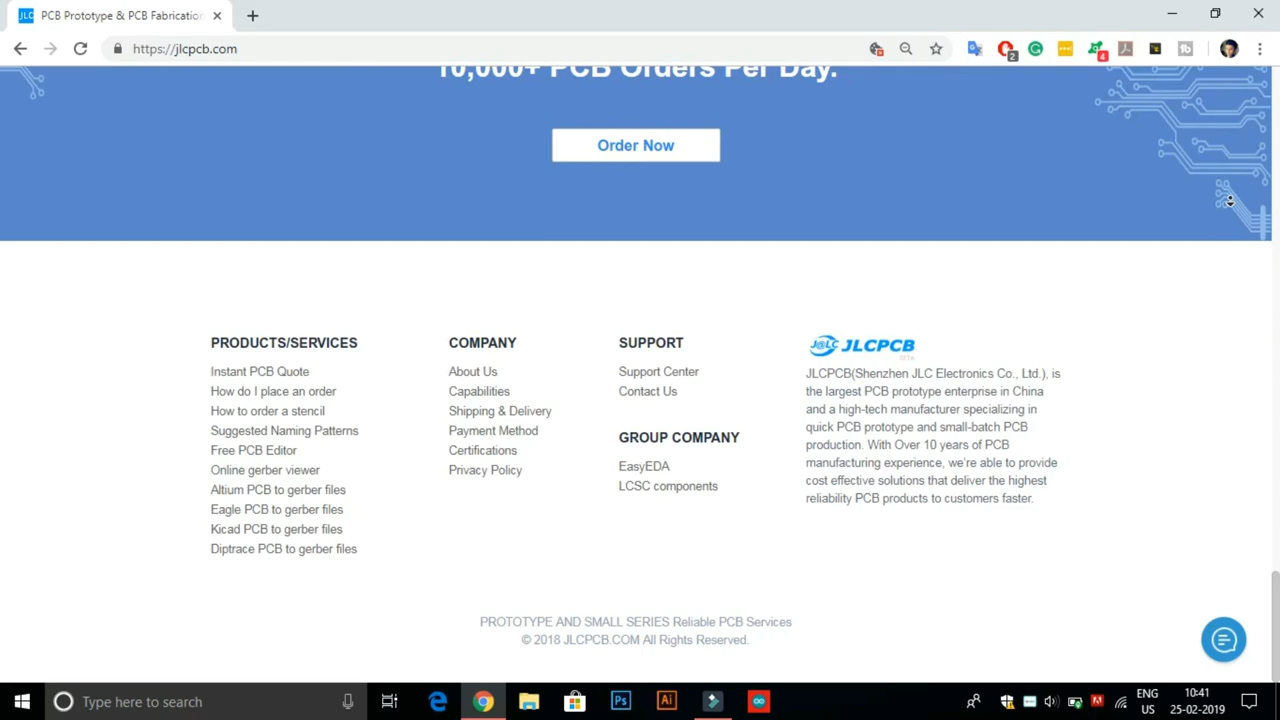 PCB Prototype & PCB Fabrication
https://jlcpcb.com
2
4
10,000+ PCB Orders Per Day.
Order Now
PRODUCTS/SERVICES
Instant PCB Quote
How do I place an order
How to order a stencil
Suggested Naming Patterns
Free PCB Editor
Online gerber viewer
Altium PCB to gerber files
Eagle PCB to gerber files
Kicad PCB to gerber files
Diptrace PCB to gerber files
COMPANY
About Us
Capabilities
Shipping & Delivery
Payment Method
Certifications
Privacy Policy
SUPPORT
Support Center
Contact Us
GROUP COMPANY
EasyEDA
LCSC components
J@LC JLCPCB
JLCPCB(Shenzhen JLC Electronics Co., Ltd.), is
the largest PCB prototype enterprise in China
and a high-tech manufacturer specializing in
quick PCB prototype and small-batch PCB
production. With Over 10 years of PCB
manufacturing experience, we're able to provide
cost effective solutions that deliver the highest
reliability PCB products to customers faster.
PROTOTYPE AND SMALL SERIES Reliable PCB Services
© 2018 JLCPCB.COM All Rights Reserved.
Type here to search
Ps
Ai
ENG
US
10:41
25-02-2019